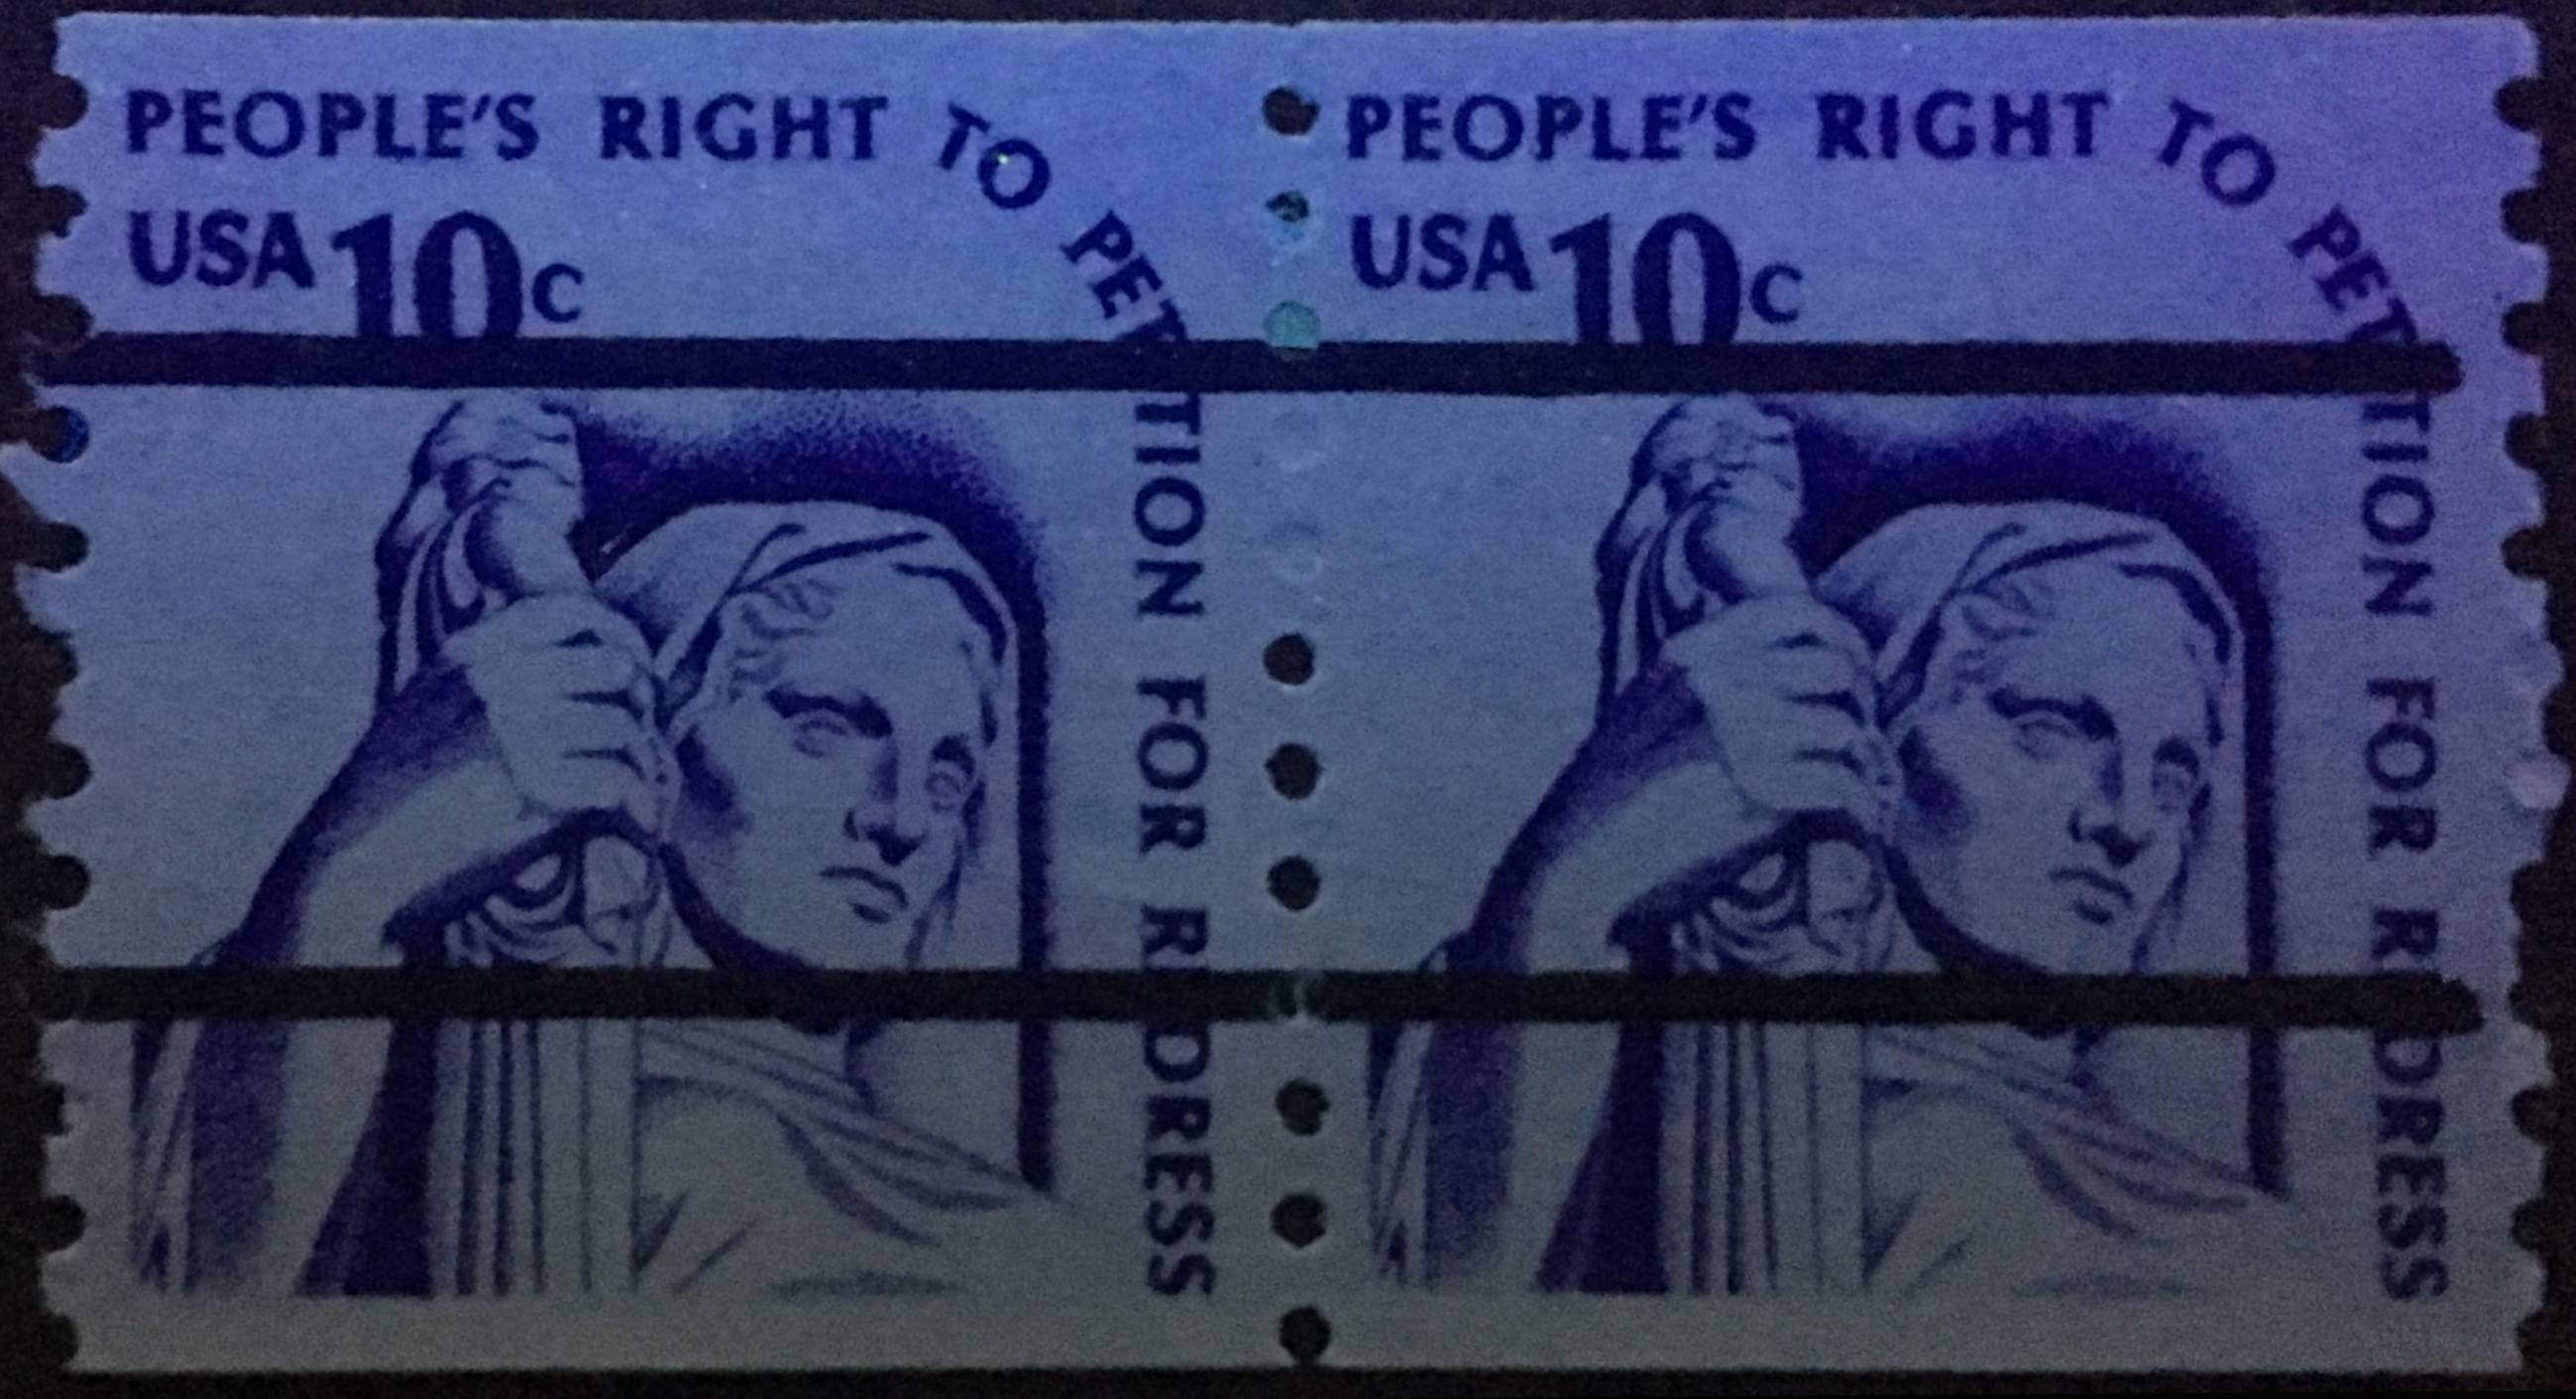 PEOPLE'S RIGHT TO PETITION FOR REDRESS
USA 10c
PEOPLE'S RIGHT TO PETITION FOR REDRESS
USA 10c